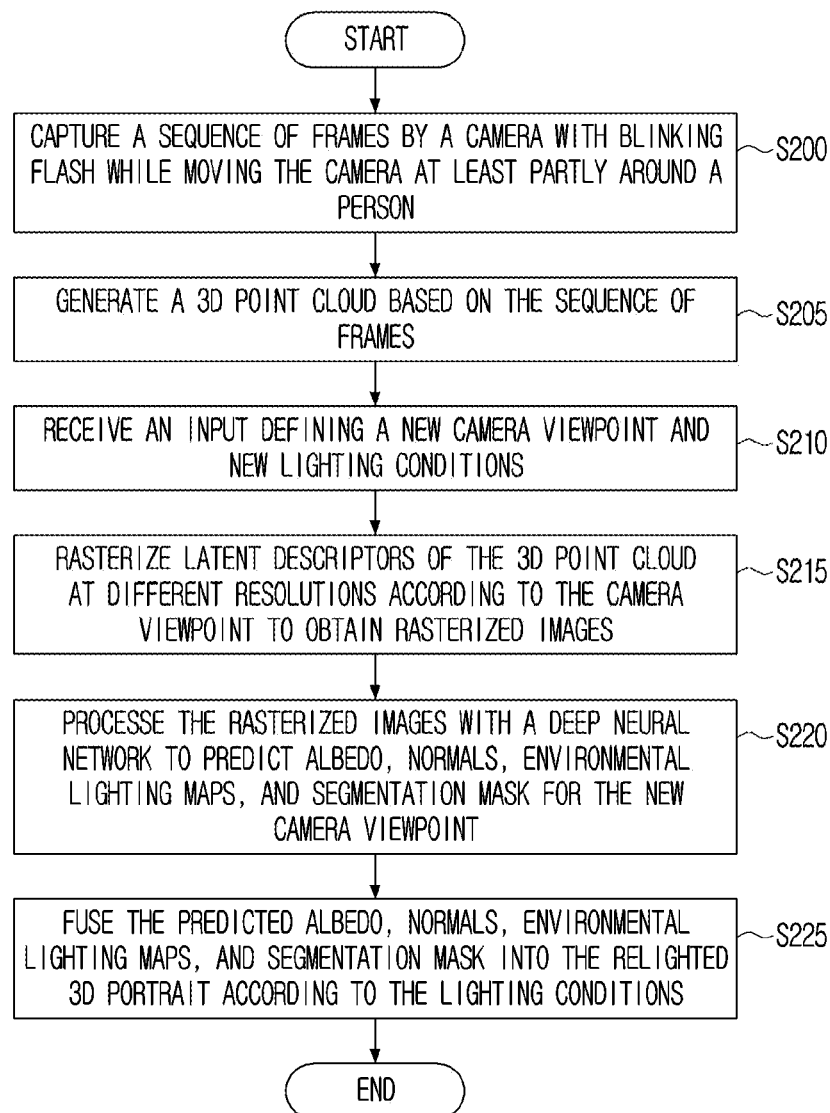 START
CAPTURE A SEQUENCE OF FRAMES BY A CAMERA WITH BLINKING
FLASH WHILE MOVING THE CAMERA AT LEAST PARTLY AROUND A
PERSON
S200
GENERATE A 3D POINT CLOUD BASED ON THE SEQUENCE OF
FRAMES
S205
RECEIVE AN INPUT DEFINING A NEW CAMERA VIEWPOINT AND
NEW LIGHTING CONDITIONS
S210
RASTERIZE LATENT DESCRIPTORS OF THE 3D POINT CLOUD
AT DIFFERENT RESOLUTIONS ACCORDING TO THE CAMERA
VIEWPOINT TO OBTAIN RASTERIZED IMAGES
S215
PROCESSE THE RASTERIZED IMAGES WITH A DEEP NEURAL
NETWORK TO PREDICT ALBEDO, NORMALS, ENVIRONMENTAL
LIGHTING MAPS, AND SEGMENTATION MASK FOR THE NEW
CAMERA VIEWPOINT
S220
FUSE THE PREDICTED ALBEDO, NORMALS, ENVIRONMENTAL
LIGHTING MAPS, AND SEGMENTATION MASK INTO THE RELIGHTED
3D PORTRAIT ACCORDING TO THE LIGHTING CONDITIONS
S225
END